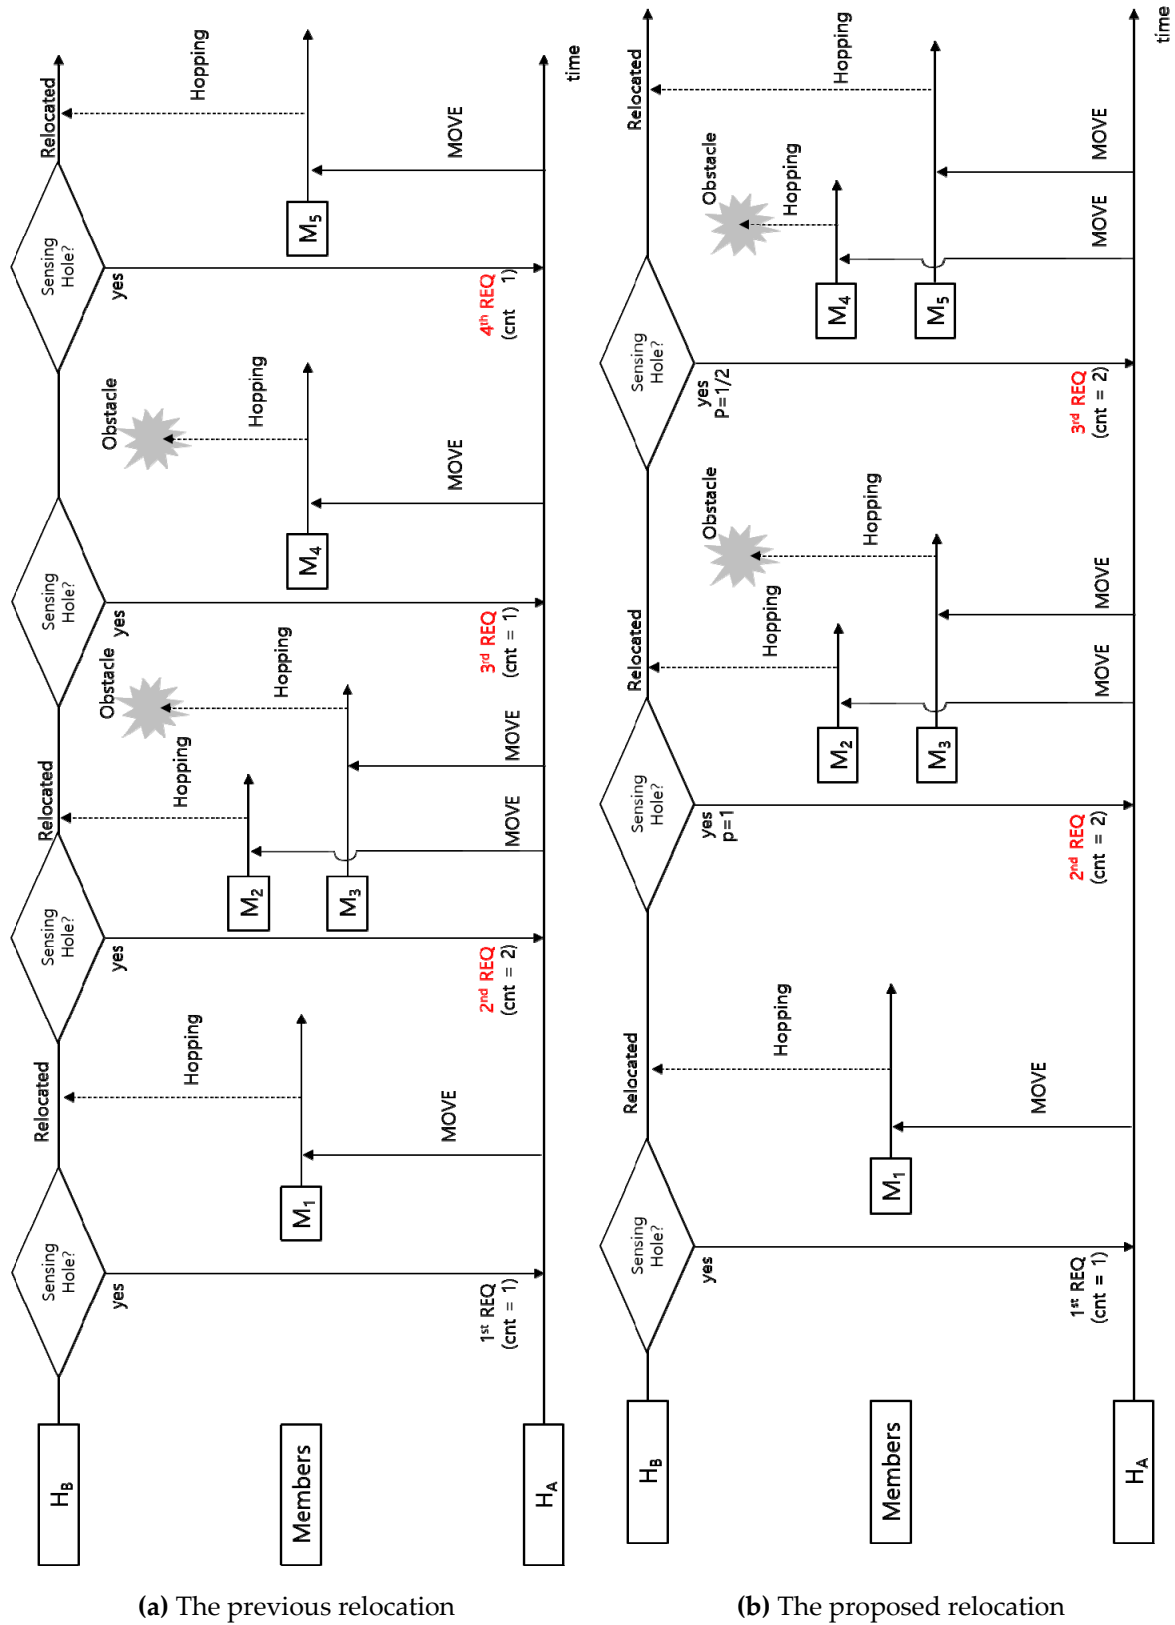 H_B
Members
H_A
Sensing
Hole?
yes
1st REQ
(cnt = 1)
M1
MOVE
Hopping
Relocated
Sensing
Hole?
yes
2nd REQ
(cnt = 2)
M2
M3
MOVE
MOVE
Hopping
Relocated
Hopping
Obstacle
Sensing
Hole?
yes
3rd REQ
(cnt = 1)
M4
MOVE
Hopping
Obstacle
Sensing
Hole?
yes
4th REQ
(cnt 1)
M5
MOVE
Hopping
Relocated
time
(a) The previous relocation
H_B
Members
H_A
Sensing
Hole?
yes
1st REQ
(cnt = 1)
M1
MOVE
Hopping
Relocated
Sensing
Hole?
yes
p=1
2nd REQ
(cnt = 2)
M2
M3
MOVE
MOVE
Hopping
Relocated
Hopping
Obstacle
Sensing
Hole?
yes
P=1/2
3rd REQ
(cnt = 2)
M4
M5
MOVE
MOVE
Hopping
Obstacle
Hopping
Relocated
time
(b) The proposed relocation